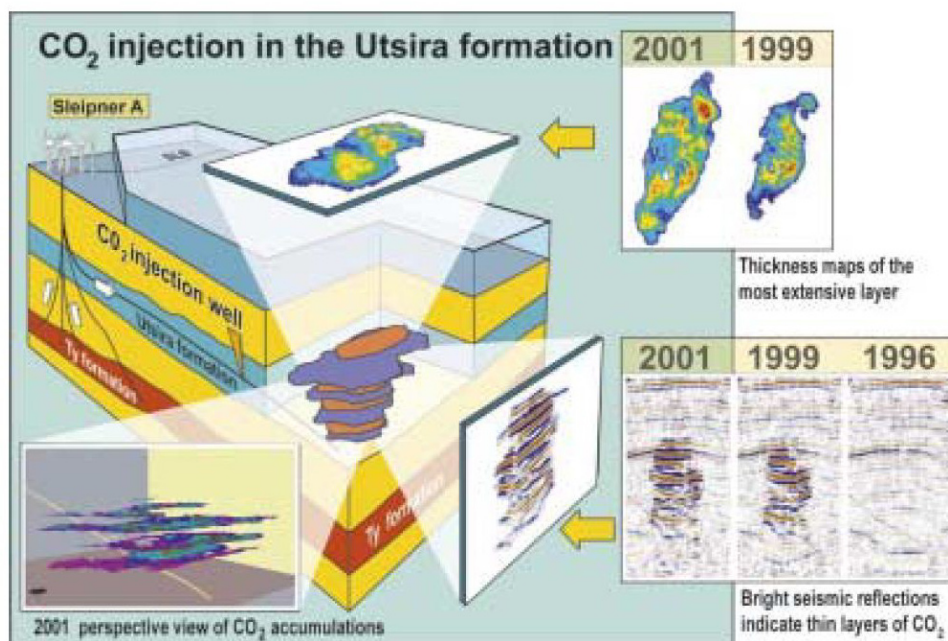 CO₂ injection in the Utsira formation
2001 1999
Sleipner A
Thickness maps of the
most extensive layer
CO₂ injection well
Utsira formation
Ty formation
2001 1999 1996
Ty formation
Bright seismic reflections
indicate thin layers of CO₂
2001 perspective view of CO₂ accumulations